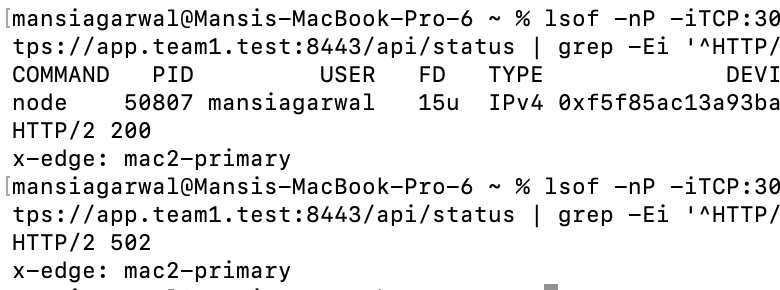 [mansiagarwal@Mansis-MacBook-Pro-6 ~ % lsof -nP -iTCP:30
tps://app.team1.test:8443/api/status | grep -Ei '^HTTP/
COMMAND   PID          USER   FD   TYPE             DEVI
node    50807 mansiagarwal   15u  IPv4 0xf5f85ac13a93ba
HTTP/2 200
x-edge: mac2-primary
[mansiagarwal@Mansis-MacBook-Pro-6 ~ % lsof -nP -iTCP:30
tps://app.team1.test:8443/api/status | grep -Ei '^HTTP/
HTTP/2 502
x-edge: mac2-primary